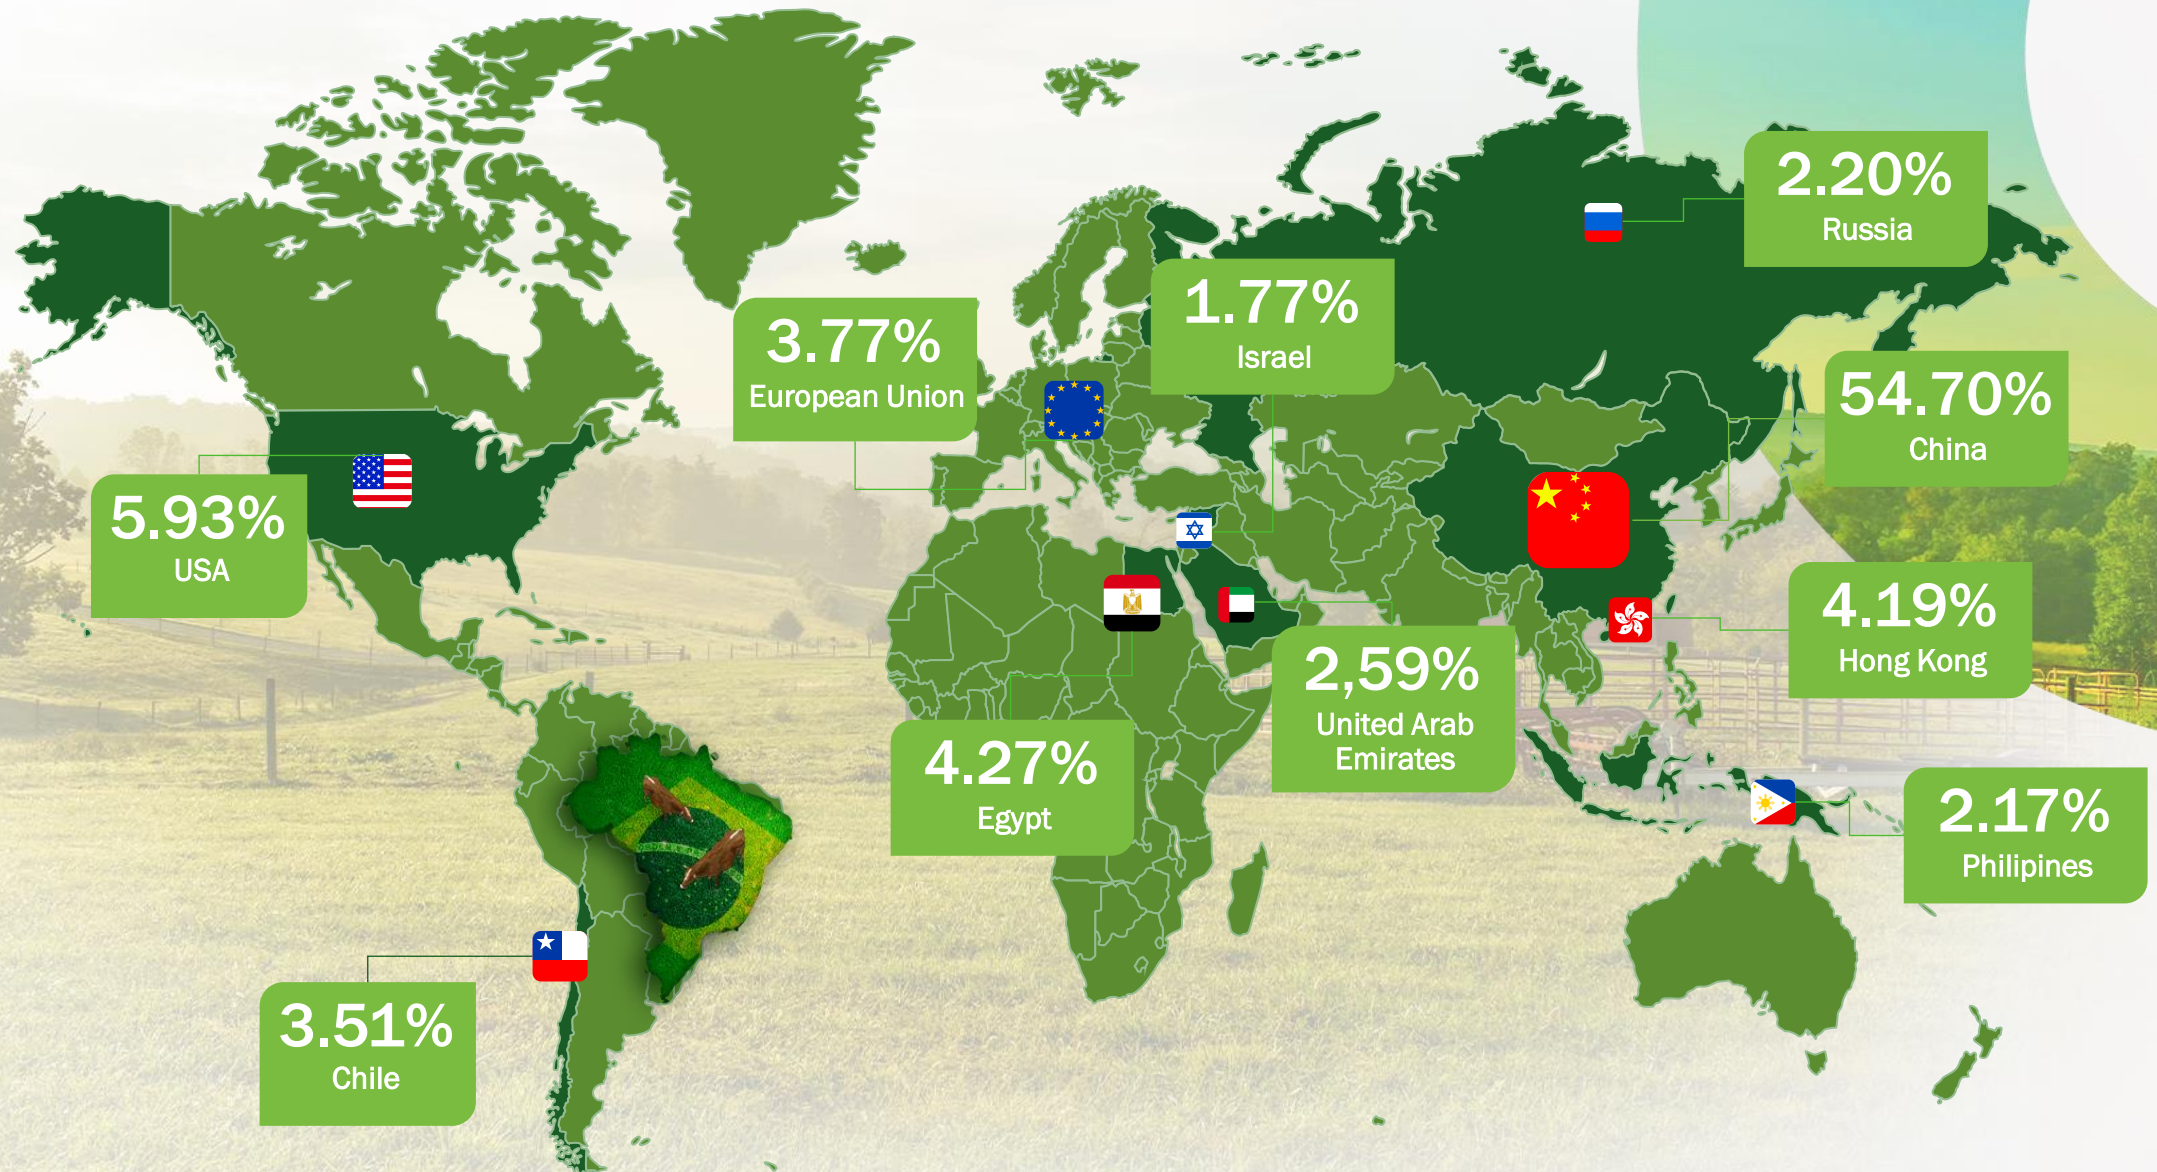 2.20%
Russia
1.77%
Israel
3.77%
European Union
54.70%
China
5.93%
USA
4.19%
Hong Kong
2,59%
United Arab
Emirates
4.27%
Egypt
2.17%
Philipines
3.51%
Chile